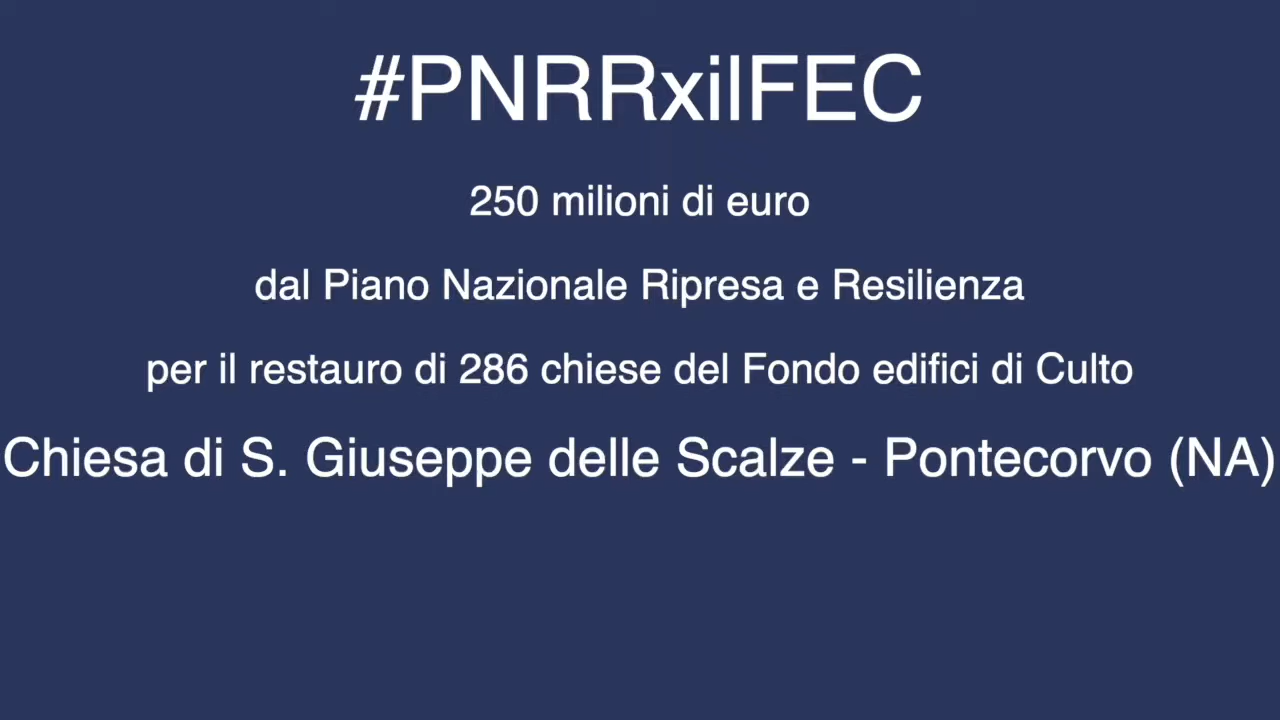 #PNRRxilFEC
250 milioni di euro
dal Piano Nazionale Ripresa e Resilienza
per il restauro di 286 chiese del Fondo edifici di Culto
Chiesa di S. Giuseppe delle Scalze - Pontecorvo (NA)